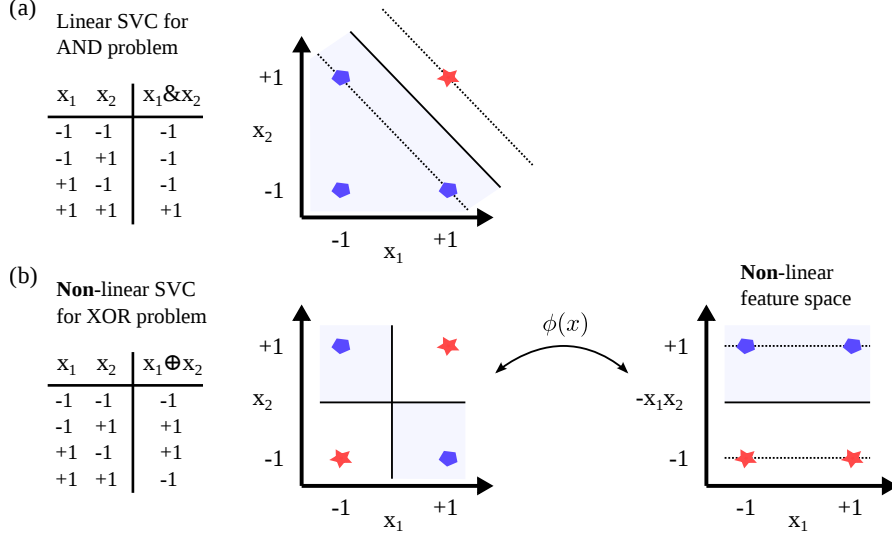 (a)
Linear SVC for
AND problem
x₁ x₂ x₁&x₂
-1 -1 -1
-1 +1 -1
+1 -1 -1
+1 +1 +1
+1
x₂
-1
-1 +1
x₁
(b)
Non-linear SVC
for XOR problem
x₁ x₂ x₁⊕x₂
-1 -1 -1
-1 +1 +1
+1 -1 +1
+1 +1 -1
+1
x₂
-1
-1 +1
x₁
ϕ(x)
Non-linear
feature space
+1
-x₁x₂
-1
-1 +1
x₁